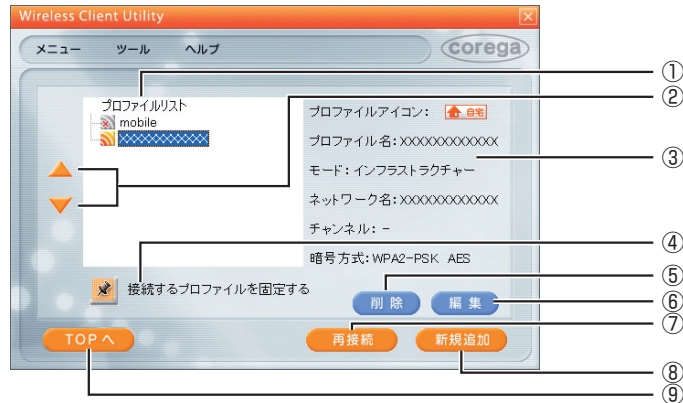 Wireless Client Utility
メニュー ツール ヘルプ
corega
プロファイルリスト
mobile
XXXXXXXXXXXX
プロファイルアイコン： 自宅
プロファイル名：XXXXXXXXXXXX
モード：インフラストラクチャー
ネットワーク名：XXXXXXXXXXXX
チャンネル：-
暗号方式：WPA2-PSK AES
接続するプロファイルを固定する
削除 編集
TOPへ 再接続 新規追加
①
②
③
④
⑤
⑥
⑦
⑧
⑨